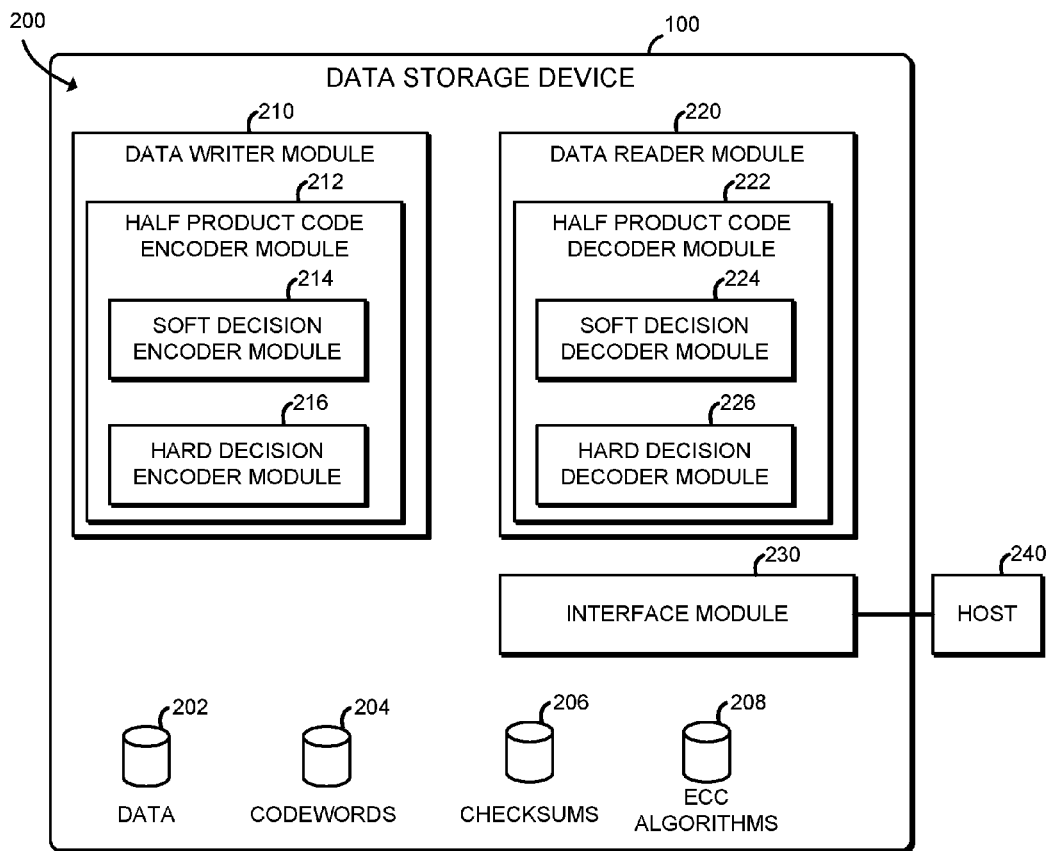 200
100
DATA STORAGE DEVICE
210
DATA WRITER MODULE
212
HALF PRODUCT CODE
ENCODER MODULE
214
SOFT DECISION
ENCODER MODULE
216
HARD DECISION
ENCODER MODULE
220
DATA READER MODULE
222
HALF PRODUCT CODE
DECODER MODULE
224
SOFT DECISION
DECODER MODULE
226
HARD DECISION
DECODER MODULE
230
INTERFACE MODULE
240
HOST
202
DATA
204
CODEWORDS
206
CHECKSUMS
208
ECC
ALGORITHMS